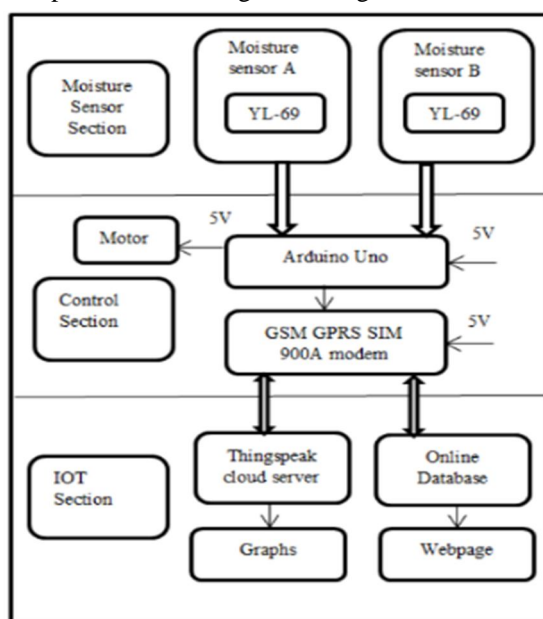 Moisture
sensor A
YL-69
Moisture
sensor B
YL-69
Moisture
Sensor
Section
5V
Motor
Arduino Uno
5V
Control
Section
GSM GPRS SIM
900A modem
5V
IOT
Section
Thingspeak
cloud server
Online
Database
Graphs
Webpage